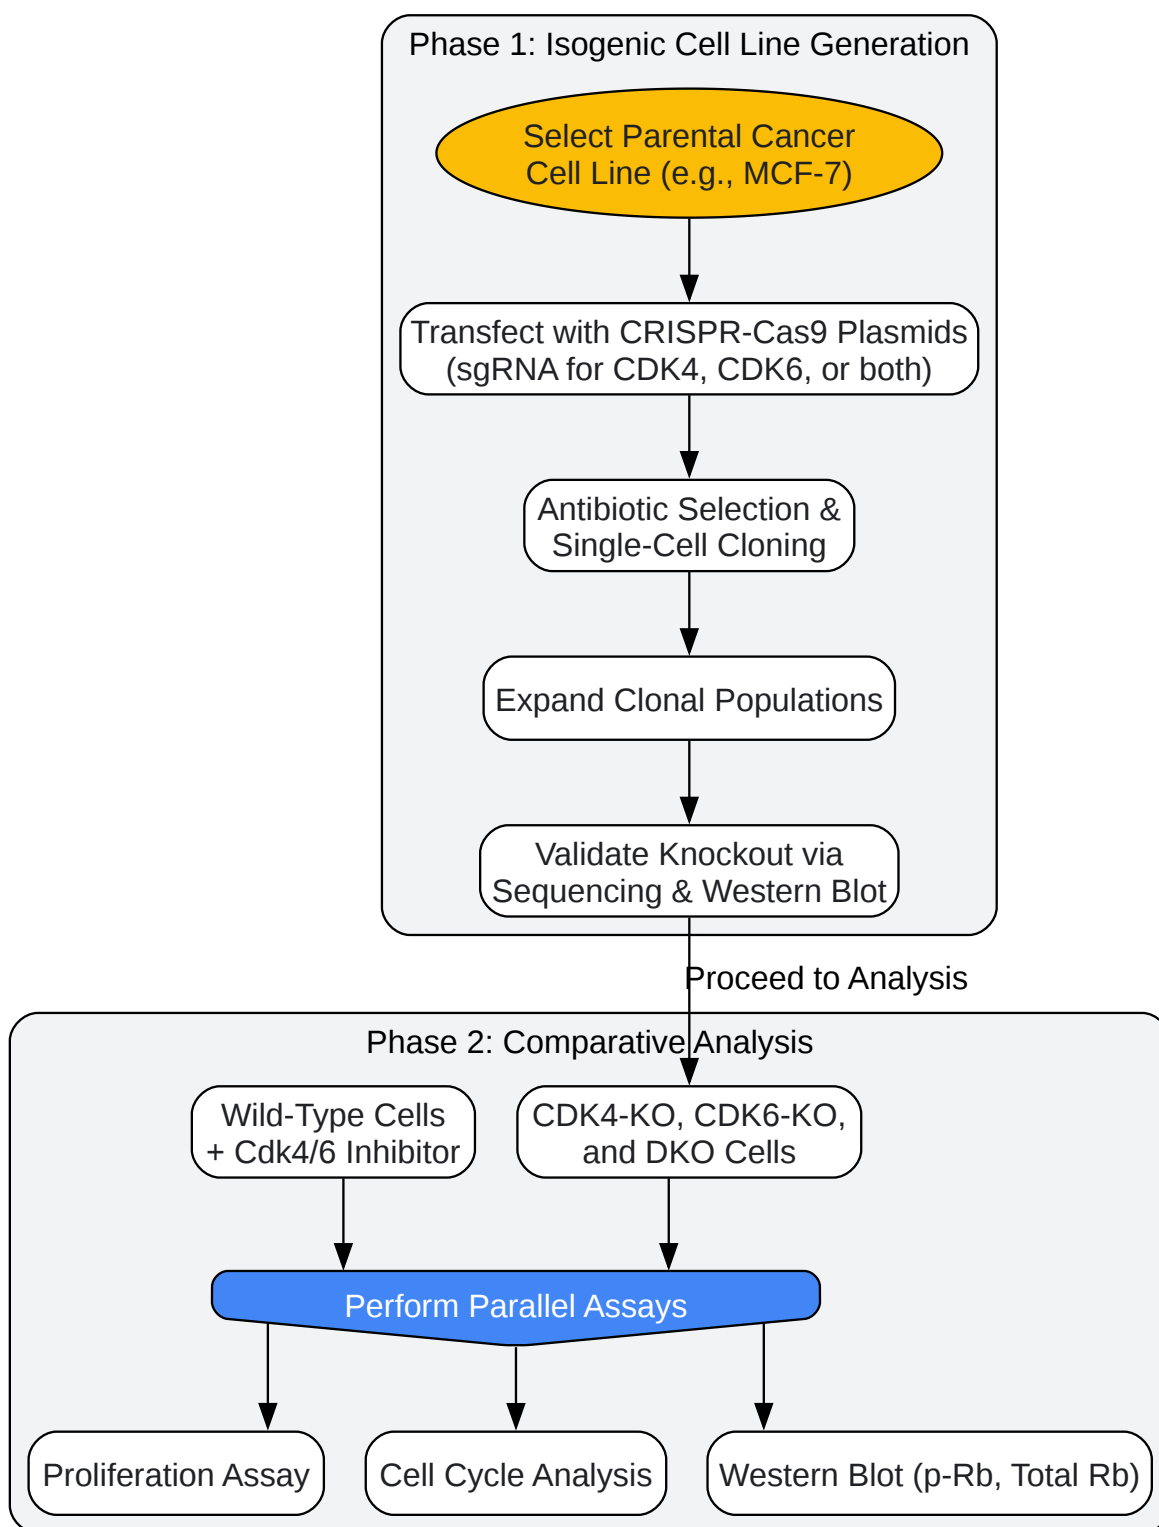 Phase 1: Isogenic Cell Line Generation
Select Parental Cancer
Cell Line (e.g., MCF-7)
Transfect with CRISPR-Cas9 Plasmids
(sgRNA for CDK4, CDK6, or both)
Antibiotic Selection &
Single-Cell Cloning
Expand Clonal Populations
Validate Knockout via
Sequencing & Western Blot
Proceed to Analysis
Phase 2: Comparative Analysis
Wild-Type Cells
+ Cdk4/6 Inhibitor
CDK4-KO, CDK6-KO,
and DKO Cells
Perform Parallel Assays
Proliferation Assay
Cell Cycle Analysis
Western Blot (p-Rb, Total Rb)